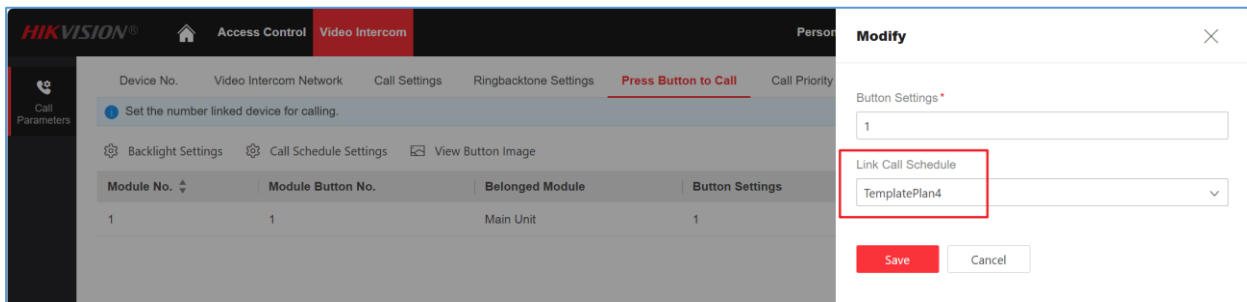 HIKVISION®
Access Control
Video Intercom
Person
Call Parameters
Device No.
Video Intercom Network
Call Settings
Ringbacktone Settings
Press Button to Call
Call Priority
Set the number linked device for calling.
Backlight Settings
Call Schedule Settings
View Button Image
Module No.
Module Button No.
Belonged Module
Button Settings
1
1
Main Unit
1
Modify
Button Settings*
1
Link Call Schedule
TemplatePlan4
Save
Cancel